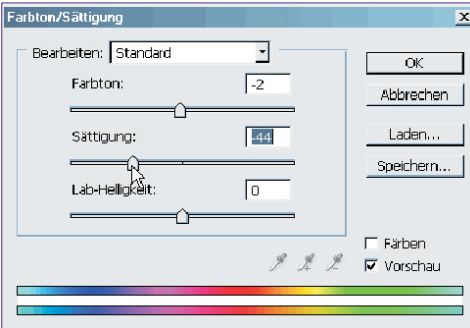 Farbton/Sättigung
Bearbeiten: Standard
OK
Farbton: -2
Abbrechen
Sättigung: -44
Laden...
Speichern...
Lab-Helligkeit: 0
Färben
Vorschau